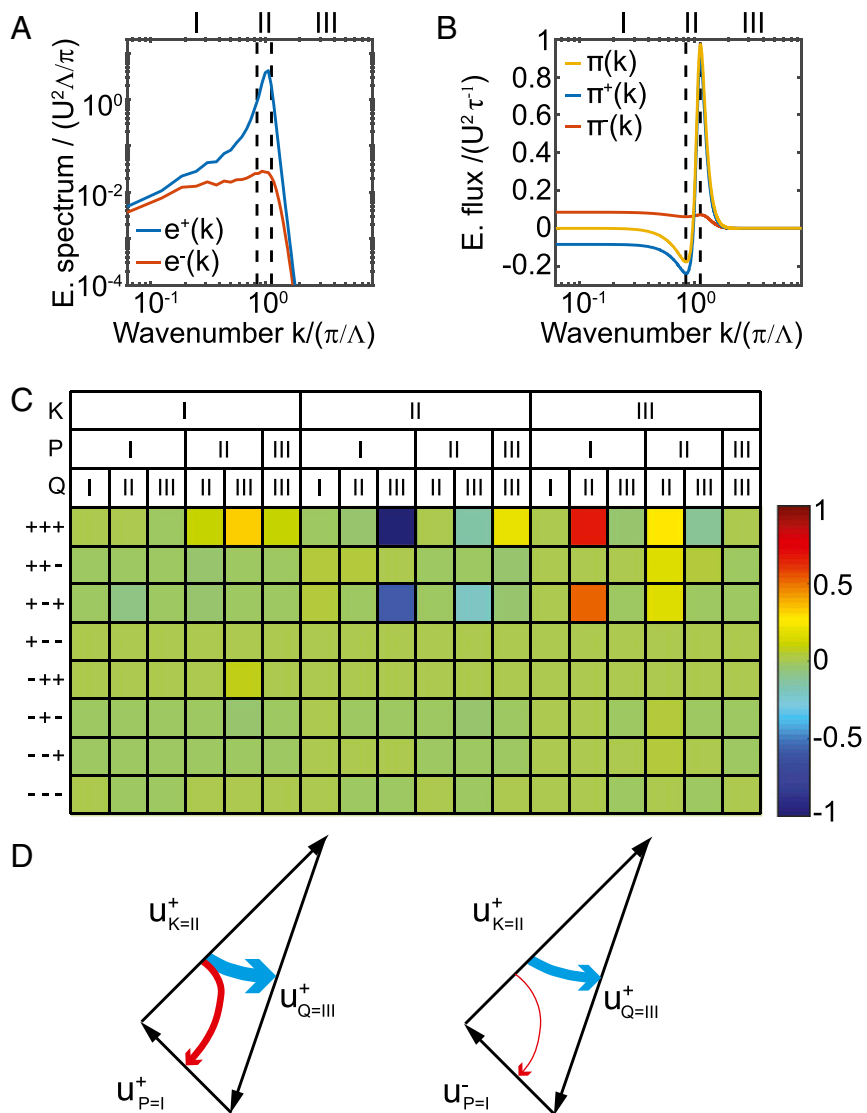 A
I II III
E. spectrum / (U²Λ/π)
10⁰
10⁻²
10⁻⁴
e⁺(k)
e⁻(k)
10⁻¹ 10⁰
Wavenumber k/(π/Λ)
B
I II III
E. flux /(U² τ⁻¹)
1
0.8
0.6
0.4
0.2
0
-0.2
π(k)
π⁺(k)
π⁻(k)
10⁻¹ 10⁰
Wavenumber k/(π/Λ)
C
K I II III
P I II III I II III I II III
Q I II III II III III I II III II III III I II III II III III
+++
++-
+-+
+--
-++
-+-
--+
---
1
0.5
0
-0.5
-1
D
u⁺K=II
u⁺Q=III
u⁺P=I
u⁺K=II
u⁺Q=III
u⁻P=I